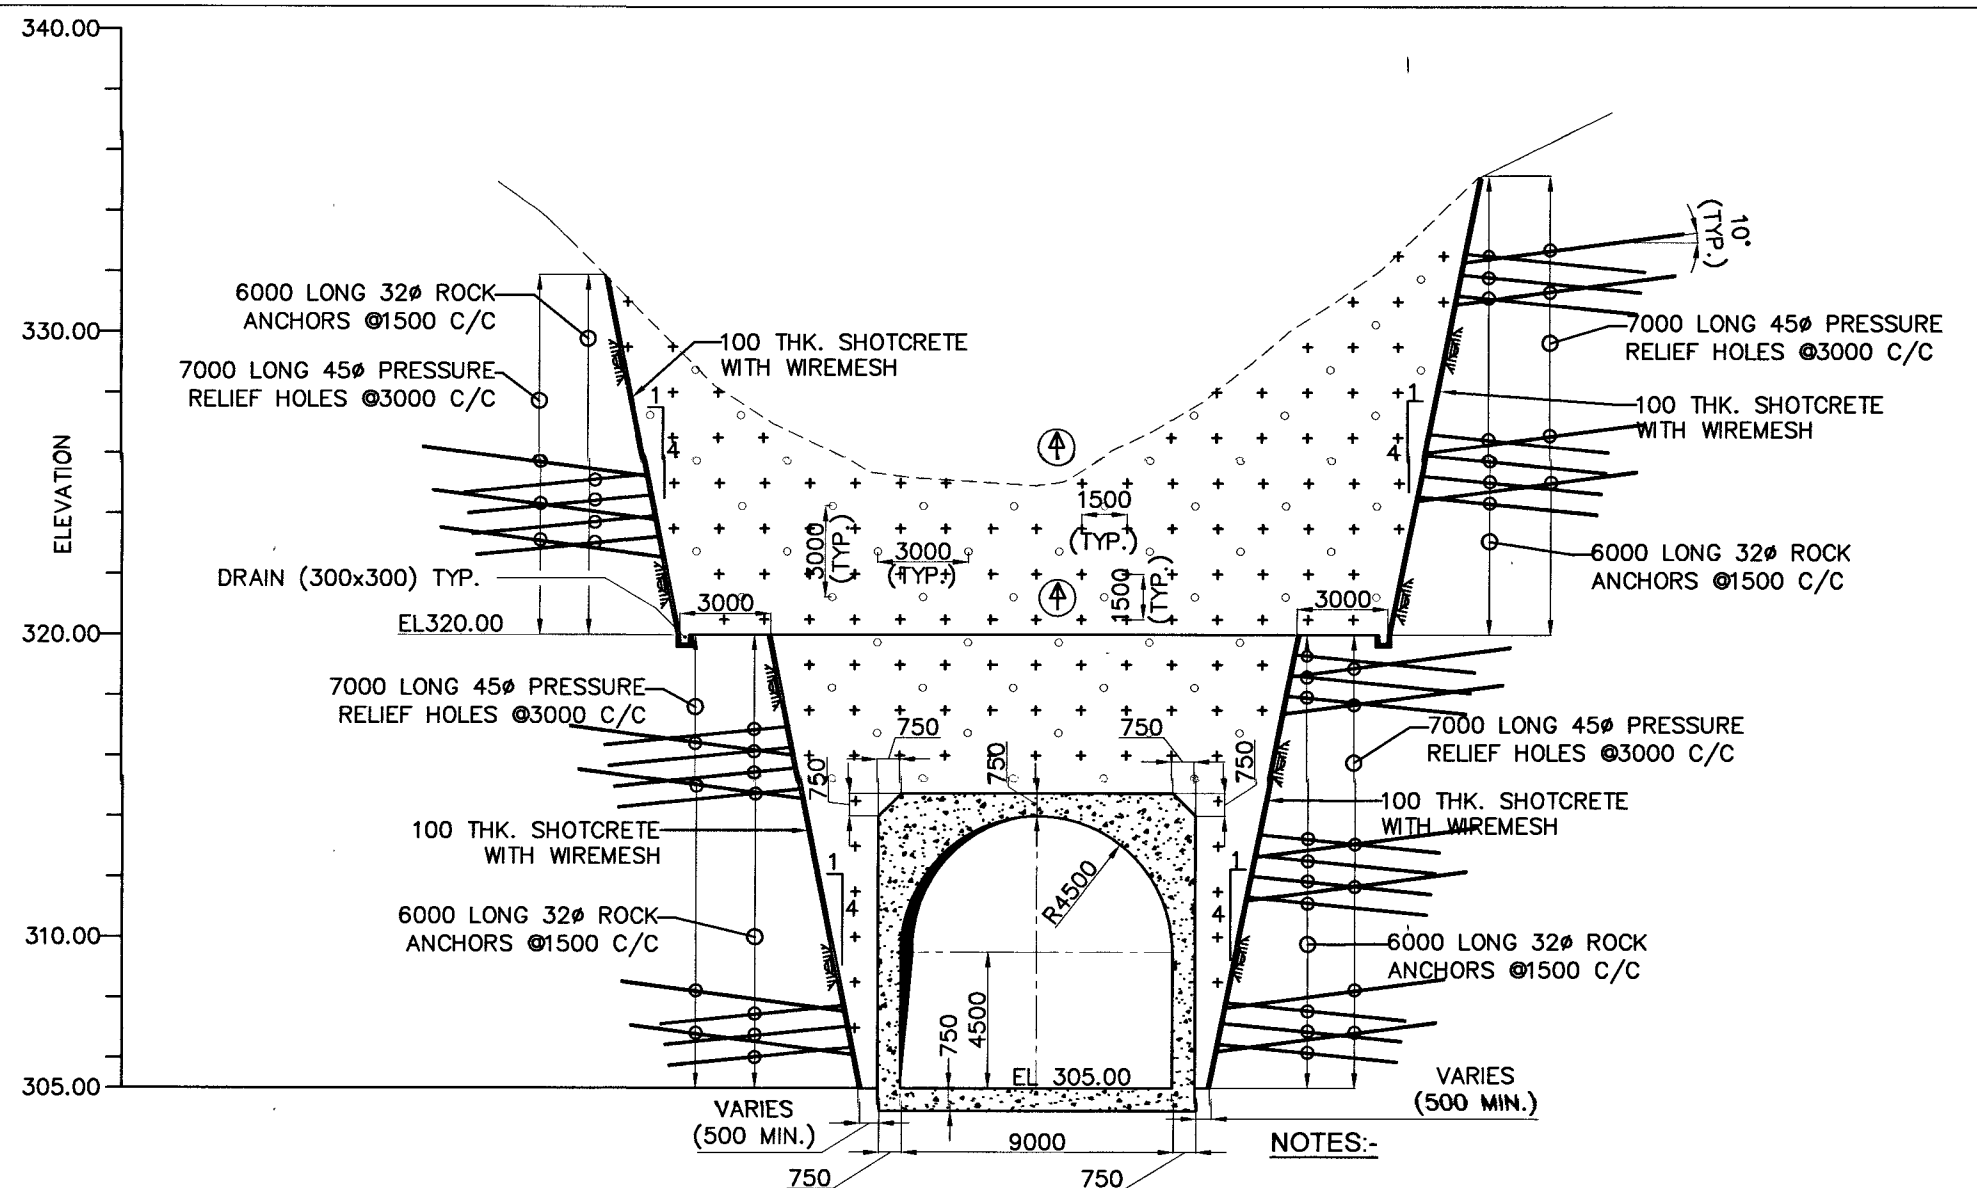 340.00
330.00
320.00
310.00
305.00
ELEVATION
6000 LONG 32ø ROCK
ANCHORS @1500 C/C
7000 LONG 45ø PRESSURE
RELIEF HOLES @3000 C/C
100 THK. SHOTCRETE
WITH WIREMESH
1
4
DRAIN (300x300) TYP.
EL320.00
3000
3000
(TYP.)
3000
(TYP.)
1500
(TYP.)
1500
(TYP.)
3000
10°
(TYP.)
7000 LONG 45ø PRESSURE
RELIEF HOLES @3000 C/C
100 THK. SHOTCRETE
WITH WIREMESH
1
4
6000 LONG 32ø ROCK
ANCHORS @1500 C/C
7000 LONG 45ø PRESSURE
RELIEF HOLES @3000 C/C
750
750
750
750
750
7000 LONG 45ø PRESSURE
RELIEF HOLES @3000 C/C
100 THK. SHOTCRETE
WITH WIREMESH
100 THK. SHOTCRETE
WITH WIREMESH
1
4
1
4
R4500
6000 LONG 32ø ROCK
ANCHORS @1500 C/C
6000 LONG 32ø ROCK
ANCHORS @1500 C/C
750
4500
EL 305.00
VARIES
(500 MIN.)
VARIES
(500 MIN.)
9000
750
750
NOTES:-